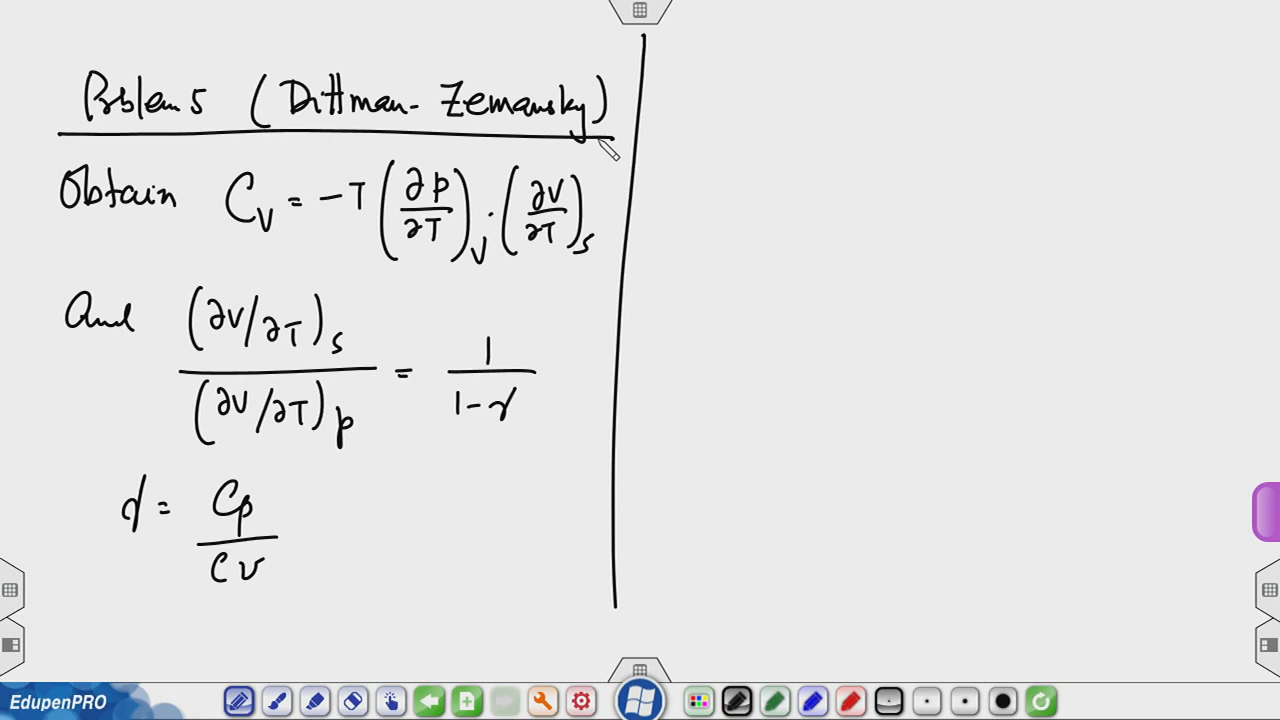 Problem 5 (Dittman - Zemansky)
Obtain C_V = -T (∂p/∂T)_V · (∂V/∂T)_S
And (∂V/∂T)_S / (∂V/∂T)_p = 1 / (1-γ)
γ = Cp / Cv
EdupenPRO